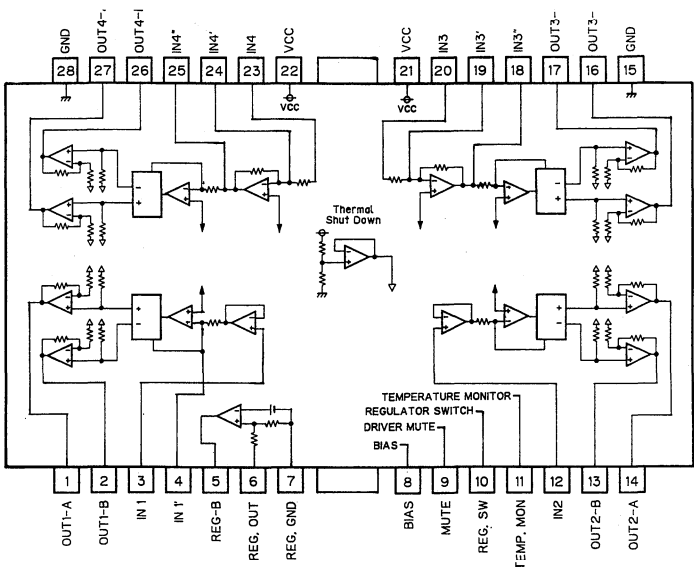 GND
OUT4-,
OUT4-I
IN4"
IN4'
IN4
VCC
VCC
IN3
IN3'
IN3"
OUT3-
OUT3-
GND
28
27
26
25
24
23
22
21
20
19
18
17
16
15
VCC
VCC
Thermal
Shut Down
TEMPERATURE MONITOR
REGULATOR SWITCH
DRIVER MUTE
BIAS
1
2
3
4
5
6
7
8
9
10
11
12
13
14
OUT1-A
OUT1-B
IN 1
IN 1'
REG-B
REG, OUT
REG, GND
BIAS
MUTE
REG, SW
TEMP, MON
IN2
OUT2-B
OUT2-A